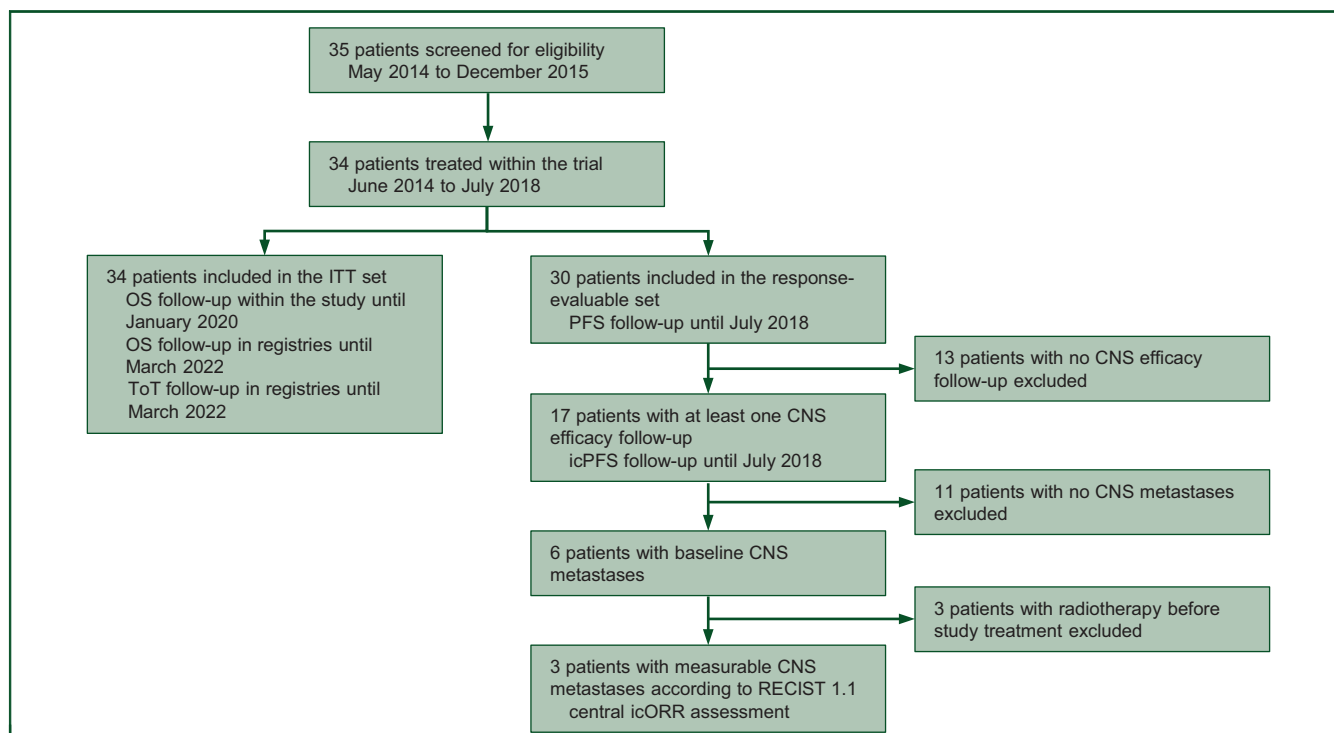 35 patients screened for eligibility
May 2014 to December 2015
34 patients treated within the trial
June 2014 to July 2018
34 patients included in the ITT set
OS follow-up within the study until
January 2020
OS follow-up in registries until
March 2022
ToT follow-up in registries until
March 2022
30 patients included in the response-
evaluable set
PFS follow-up until July 2018
13 patients with no CNS efficacy
follow-up excluded
17 patients with at least one CNS
efficacy follow-up
icPFS follow-up until July 2018
11 patients with no CNS metastases
excluded
6 patients with baseline CNS
metastases
3 patients with radiotherapy before
study treatment excluded
3 patients with measurable CNS
metastases according to RECIST 1.1
central icORR assessment